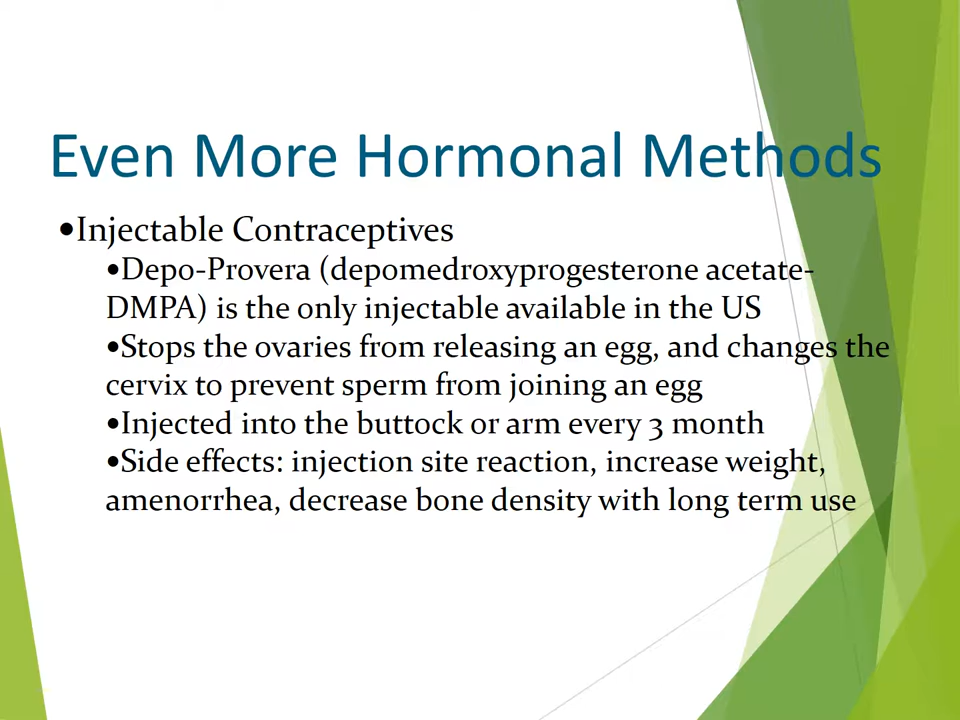 Even More Hormonal Methods
•Injectable Contraceptives
•Depo-Provera (depomedroxyprogesterone acetate-
DMPA) is the only injectable available in the US
•Stops the ovaries from releasing an egg, and changes the
cervix to prevent sperm from joining an egg
•Injected into the buttock or arm every 3 month
•Side effects: injection site reaction, increase weight,
amenorrhea, decrease bone density with long term use